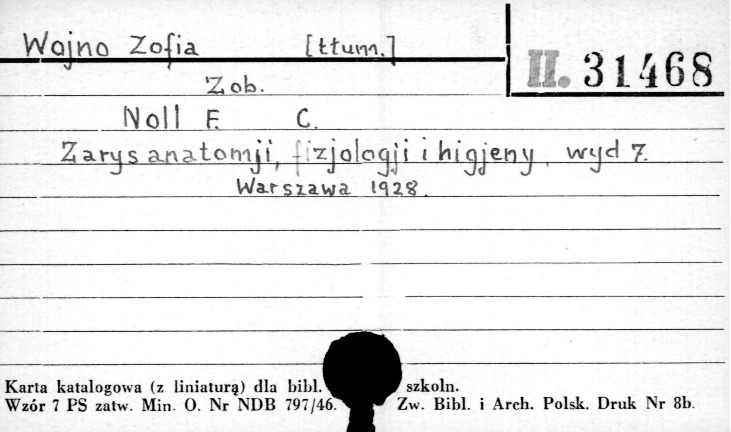 Wojno Zofia [tłum.]
II. 31468
Zob.
Noll F. C.
Zarys anatomji, fizjologji i higjeny. wyd 7.
Warszawa 1928.
Karta katalogowa (z liniaturą) dla bibl. szkoln.
Wzór 7 PS zatw. Min. O. Nr NDB 797/46. Zw. Bibl. i Arch. Polsk. Druk Nr 8b.